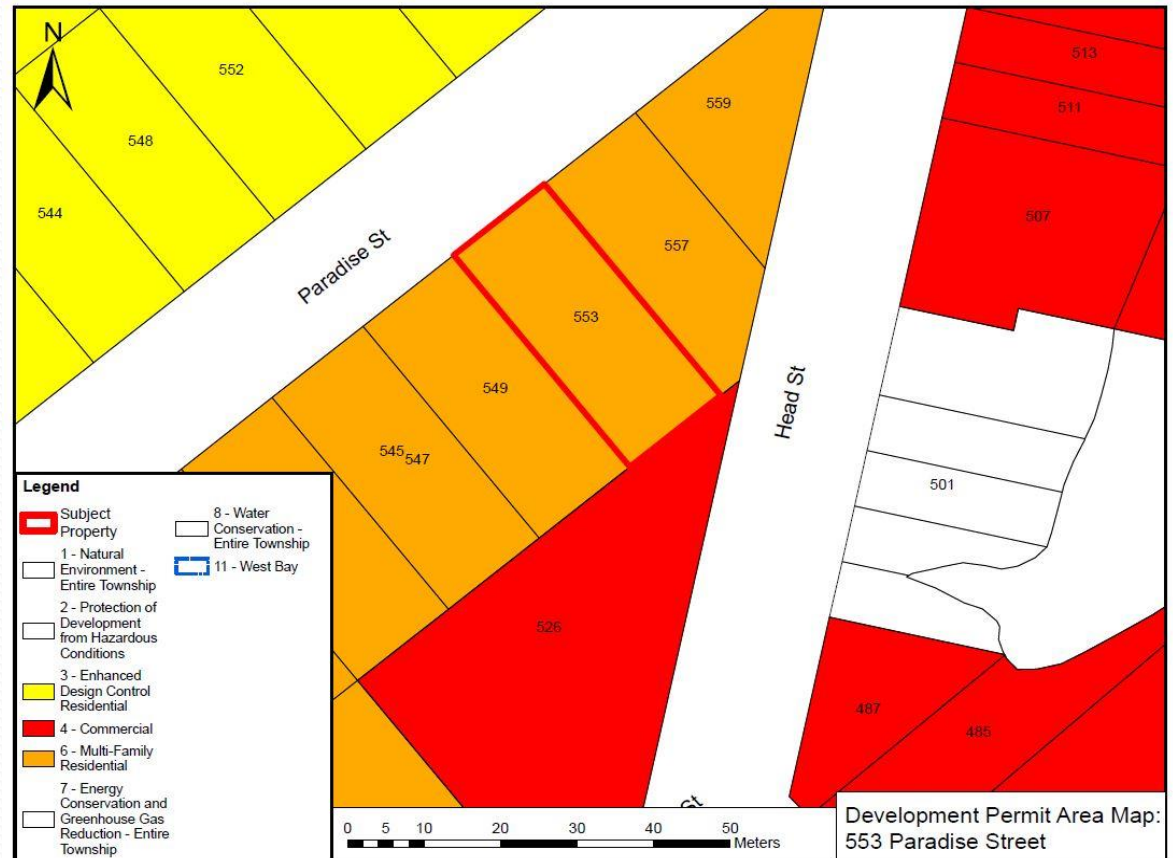 N
552
548
544
559
557
553
549
545
547
526
513
511
507
501
487
485
Paradise St
Head St
St
Legend
Subject
Property
1 - Natural
Environment -
Entire Township
2 - Protection of
Development
from Hazardous
Conditions
3 - Enhanced
Design Control
Residential
4 - Commercial
6 - Multi-Family
Residential
7 - Energy
Conservation and
Greenhouse Gas
Reduction - Entire
Township
8 - Water
Conservation -
Entire Township
11 - West Bay
0 5 10 20 30 40 50
Meters
Development Permit Area Map:
553 Paradise Street